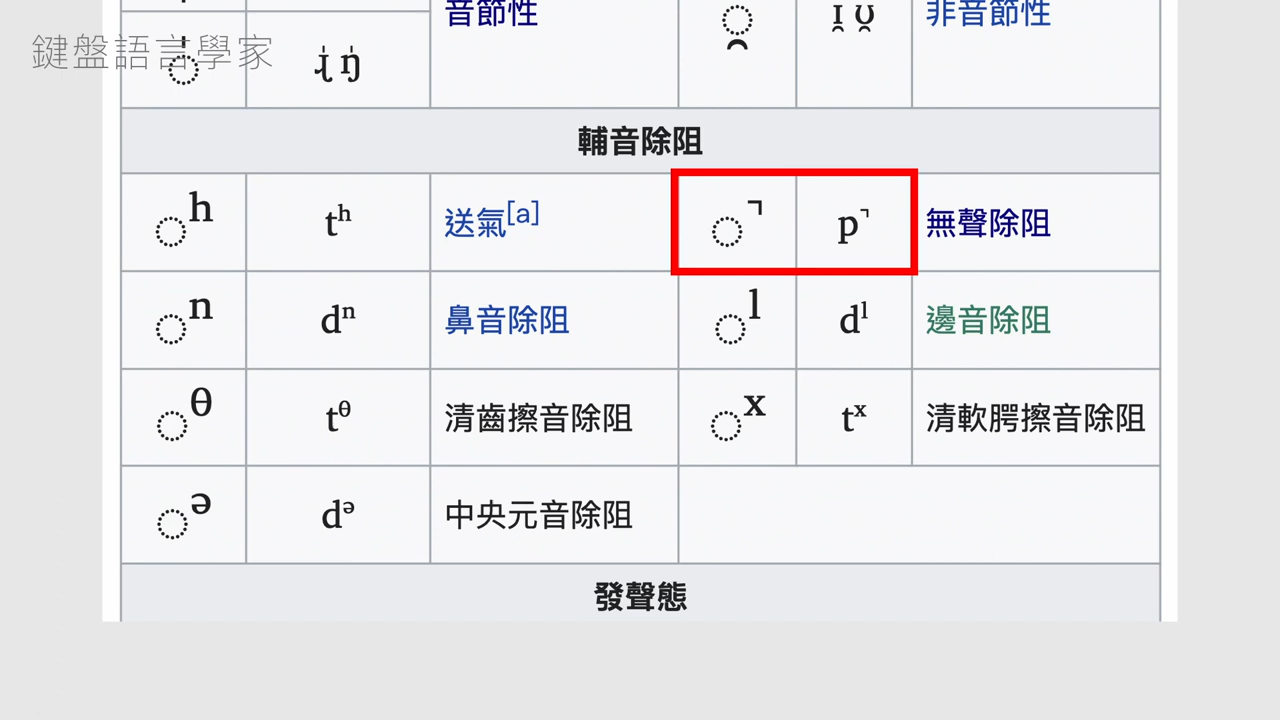 鍵盤語言學家
音節性 ◌̯ ɪ̯ ʊ̯ 非音節性
◌̍ ɻ̍ ŋ̍
輔音除阻
◌ʰ tʰ 送氣[a] ◌̚ p̚ 無聲除阻
◌ⁿ dⁿ 鼻音除阻 ◌ˡ dˡ 邊音除阻
◌ᶿ tᶿ 清齒擦音除阻 ◌ˣ tˣ 清軟腭擦音除阻
◌ᵊ dᵊ 中央元音除阻
發聲態